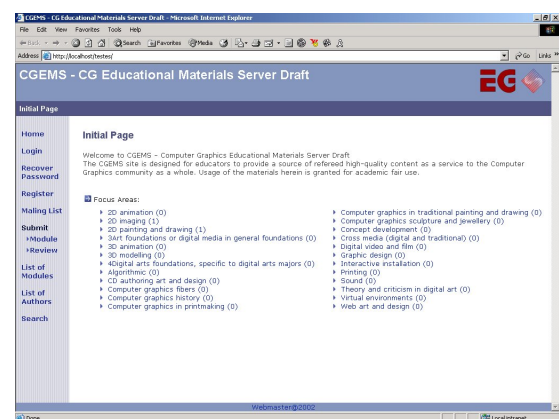 CGEMS - CG Educational Materials Server Draft - Microsoft Internet Explorer
File Edit View Favorites Tools Help
Back Search Favorites Media
Address http://localhost/testes/ Go Links »
CGEMS - CG Educational Materials Server Draft
EG
Initial Page
Home
Login
Recover
Password
Register
Maling List
Submit
Module
Review
List of
Modules
List of
Authors
Search
Initial Page
Welcome to CGEMS - Computer Graphics Educational Materials Server Draft
The CGEMS site is designed for educators to provide a source of refereed high-quality content as a service to the Computer
Graphics community as a whole. Usage of the materials herein is granted for academic fair use.
Focus Areas:
2D animation (0)
2D imaging (1)
2D painting and drawing (1)
3Art foundations or digital media in general foundations (0)
3D animation (0)
3D modelling (0)
4Digital arts foundations, specific to digital arts majors (0)
Algorithmic (0)
CD authoring art and design (0)
Computer graphics fibers (0)
Computer graphics history (0)
Computer graphics in printmaking (0)
Computer graphics in traditional painting and drawing (0)
Computer graphics sculpture and jewellery (0)
Concept development (0)
Cross media (digital and traditional) (0)
Digital video and film (0)
Graphic design (0)
Interactive installation (0)
Printing (0)
Sound (0)
Theory and criticism in digital art (0)
Virtual environments (0)
Web art and design (0)
Webmaster@2002
Done Local intranet